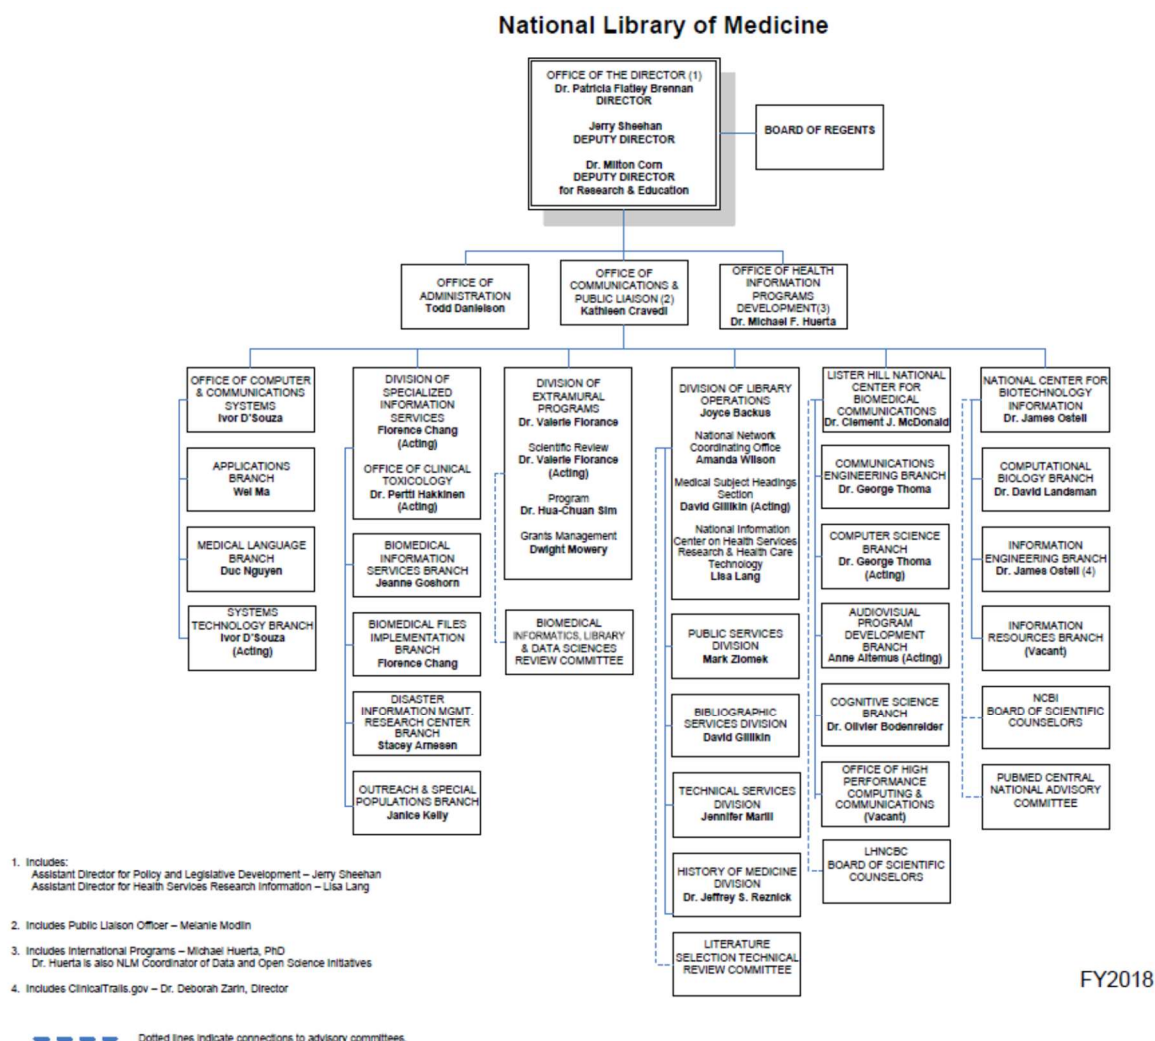 National Library of Medicine
OFFICE OF THE DIRECTOR (1)
Dr. Patricia Flatley Brennan
DIRECTOR
Jerry Sheehan
DEPUTY DIRECTOR
Dr. Milton Corn
DEPUTY DIRECTOR
for Research & Education
BOARD OF REGENTS
OFFICE OF
ADMINISTRATION
Todd Danielson
OFFICE OF
COMMUNICATIONS &
PUBLIC LIAISON (2)
Kathleen Cravedi
OFFICE OF HEALTH
INFORMATION
PROGRAMS
DEVELOPMENT(3)
Dr. Michael F. Huerta
OFFICE OF COMPUTER
& COMMUNICATIONS
SYSTEMS
Ivor D'Souza
APPLICATIONS
BRANCH
Wei Ma
MEDICAL LANGUAGE
BRANCH
Duc Nguyen
SYSTEMS
TECHNOLOGY BRANCH
Ivor D'Souza
(Acting)
DIVISION OF
SPECIALIZED
INFORMATION
SERVICES
Florence Chang
(Acting)
OFFICE OF CLINICAL
TOXICOLOGY
Dr. Pertti Hakkinen
(Acting)
BIOMEDICAL
INFORMATION
SERVICES BRANCH
Jeanne Goshorn
BIOMEDICAL FILES
IMPLEMENTATION
BRANCH
Florence Chang
DISASTER
INFORMATION MGMT.
RESEARCH CENTER
BRANCH
Stacey Arnesen
OUTREACH & SPECIAL
POPULATIONS BRANCH
Janice Kelly
DIVISION OF
EXTRAMURAL
PROGRAMS
Dr. Valerie Florance
Scientific Review
Dr. Valerie Florance
(Acting)
Program
Dr. Hua-Chuan Sim
Grants Management
Dwight Mowery
BIOMEDICAL
INFORMATICS, LIBRARY
& DATA SCIENCES
REVIEW COMMITTEE
DIVISION OF LIBRARY
OPERATIONS
Joyce Backus
National Network
Coordinating Office
Amanda Wilson
Medical Subject Headings
Section
David Gillikin (Acting)
National Information
Center on Health Services
Research & Health Care
Technology
Lisa Lang
PUBLIC SERVICES
DIVISION
Mark Ziomek
BIBLIOGRAPHIC
SERVICES DIVISION
David Gillikin
TECHNICAL SERVICES
DIVISION
Jennifer Marill
HISTORY OF MEDICINE
DIVISION
Dr. Jeffrey S. Reznick
LITERATURE
SELECTION TECHNICAL
REVIEW COMMITTEE
LISTER HILL NATIONAL
CENTER FOR
BIOMEDICAL
COMMUNICATIONS
Dr. Clement J. McDonald
COMMUNICATIONS
ENGINEERING BRANCH
Dr. George Thoma
COMPUTER SCIENCE
BRANCH
Dr. George Thoma
(Acting)
AUDIOVISUAL
PROGRAM
DEVELOPMENT
BRANCH
Anne Altemus (Acting)
COGNITIVE SCIENCE
BRANCH
Dr. Olivier Bodenreider
OFFICE OF HIGH
PERFORMANCE
COMPUTING &
COMMUNICATIONS
(Vacant)
LHNCBC
BOARD OF SCIENTIFIC
COUNSELORS
NATIONAL CENTER FOR
BIOTECHNOLOGY
INFORMATION
Dr. James Ostell
COMPUTATIONAL
BIOLOGY BRANCH
Dr. David Landsman
INFORMATION
ENGINEERING BRANCH
Dr. James Ostell (4)
INFORMATION
RESOURCES BRANCH
(Vacant)
NCBI
BOARD OF SCIENTIFIC
COUNSELORS
PUBMED CENTRAL
NATIONAL ADVISORY
COMMITTEE
1. Includes:
Assistant Director for Policy and Legislative Development – Jerry Sheehan
Assistant Director for Health Services Research Information – Lisa Lang
2. Includes Public Liaison Officer – Melanie Modlin
3. Includes International Programs – Michael Huerta, PhD
Dr. Huerta is also NLM Coordinator of Data and Open Science Initiatives
4. Includes ClinicalTrails.gov – Dr. Deborah Zarin, Director
FY2018
Dotted lines indicate connections to advisory committees.